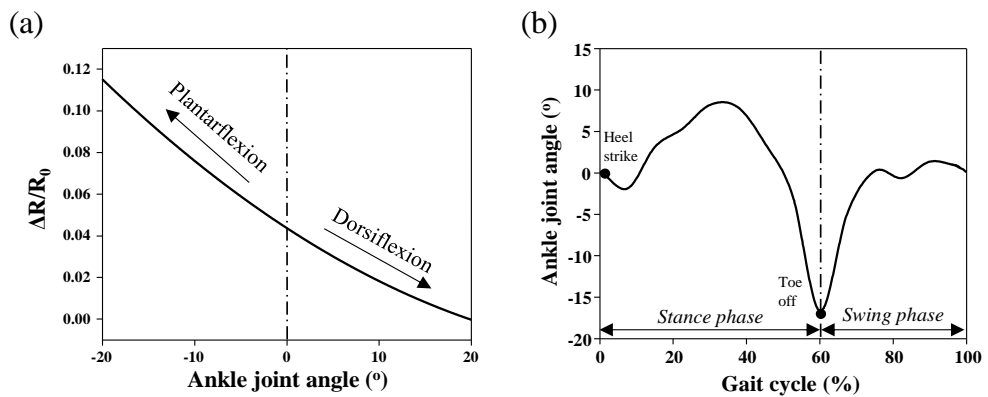 (a)
0.12
0.10
0.08
0.06
0.04
0.02
0.00
ΔR/R₀
Plantarflexion
Dorsiflexion
-20
-10
0
10
20
Ankle joint angle (º)
(b)
15
10
5
0
-5
-10
-15
-20
Ankle joint angle (º)
Heel
strike
Toe
off
Stance phase
Swing phase
0
20
40
60
80
100
Gait cycle (%)